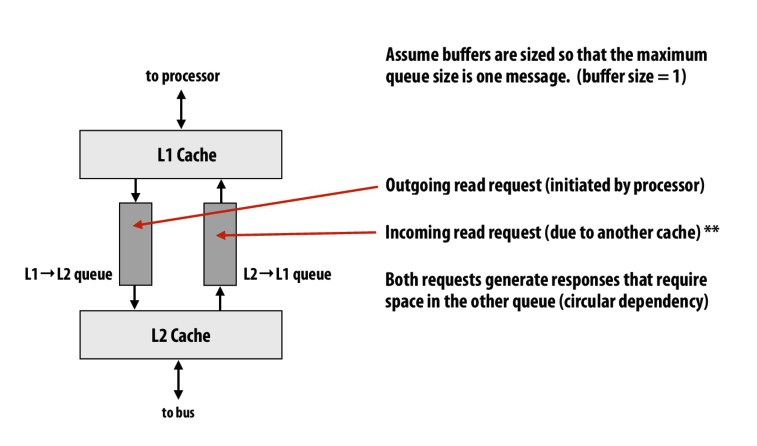 Assume buffers are sized so that the maximum
queue size is one message. (buffer size = 1)
to processor
L1 Cache
Outgoing read request (initiated by processor)
Incoming read request (due to another cache) **
L1→L2 queue
L2→L1 queue
Both requests generate responses that require
space in the other queue (circular dependency)
L2 Cache
to bus